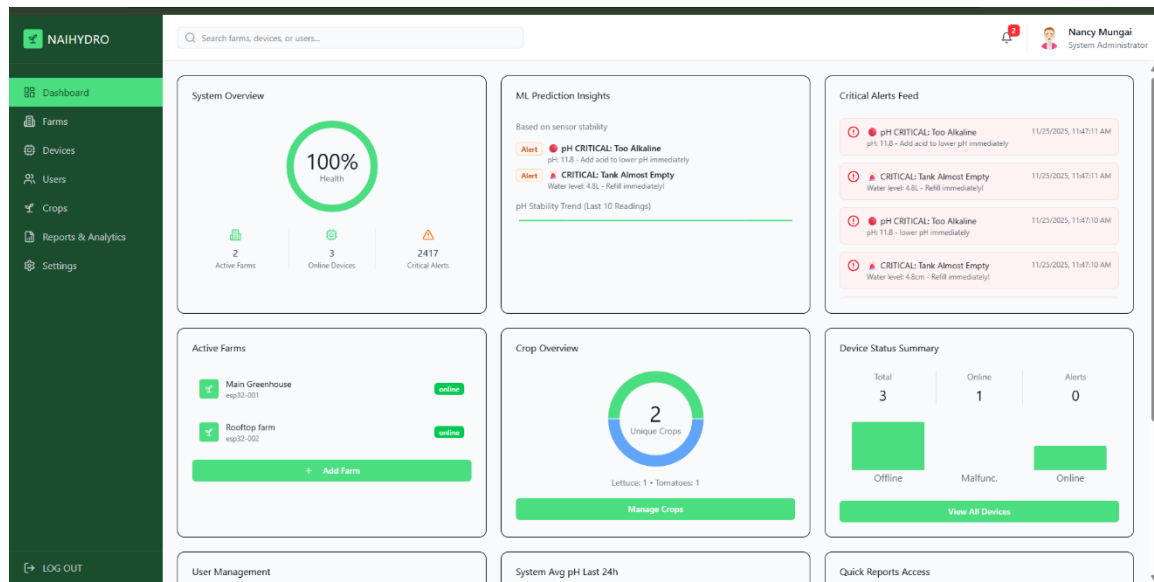 NAIHYDRO
Search farms, devices, or users...
2
Nancy Mungai
System Administrator
Dashboard
Farms
Devices
Users
Crops
Reports & Analytics
Settings
LOG OUT
System Overview
100%
Health
2
Active Farms
3
Online Devices
2417
Critical Alerts
ML Prediction Insights
Based on sensor stability
Alert pH CRITICAL: Too Alkaline
pH: 11.8 - Add acid to lower pH immediately
Alert CRITICAL: Tank Almost Empty
Water level: 4.8L - Refill immediately!
pH Stability Trend (Last 10 Readings)
Critical Alerts Feed
pH CRITICAL: Too Alkaline 11/25/2025, 11:47:11 AM
pH: 11.8 - Add acid to lower pH immediately
CRITICAL: Tank Almost Empty 11/25/2025, 11:47:11 AM
Water level: 4.8L - Refill immediately!
pH CRITICAL: Too Alkaline 11/25/2025, 11:47:10 AM
pH: 11.8 - lower pH immediately
CRITICAL: Tank Almost Empty 11/25/2025, 11:47:10 AM
Water level: 4.8cm - Refill immediately!
Active Farms
Main Greenhouse
esp32-001
online
Rooftop farm
esp32-002
online
+ Add Farm
Crop Overview
2
Unique Crops
Lettuce: 1 • Tomatoes: 1
Manage Crops
Device Status Summary
Total Online Alerts
3 1 0
Offline Malfunc. Online
View All Devices
User Management
System Avg pH Last 24h
Quick Reports Access